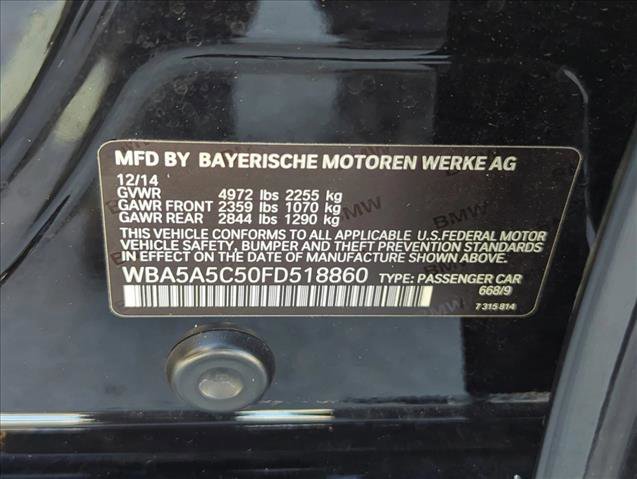 MFD BY BAYERISCHE MOTOREN WERKE AG
12/14
GVWR 4972 lbs 2255 kg
GAWR FRONT 2359 lbs 1070 kg
GAWR REAR 2844 lbs 1290 kg
THIS VEHICLE CONFORMS TO ALL APPLICABLE U.S.FEDERAL MOTOR
VEHICLE SAFETY, BUMPER AND THEFT PREVENTION STANDARDS
IN EFFECT ON THE DATE OF MANUFACTURE SHOWN ABOVE.
WBA5A5C50FD518860 TYPE: PASSENGER CAR
668/9
7 315 814